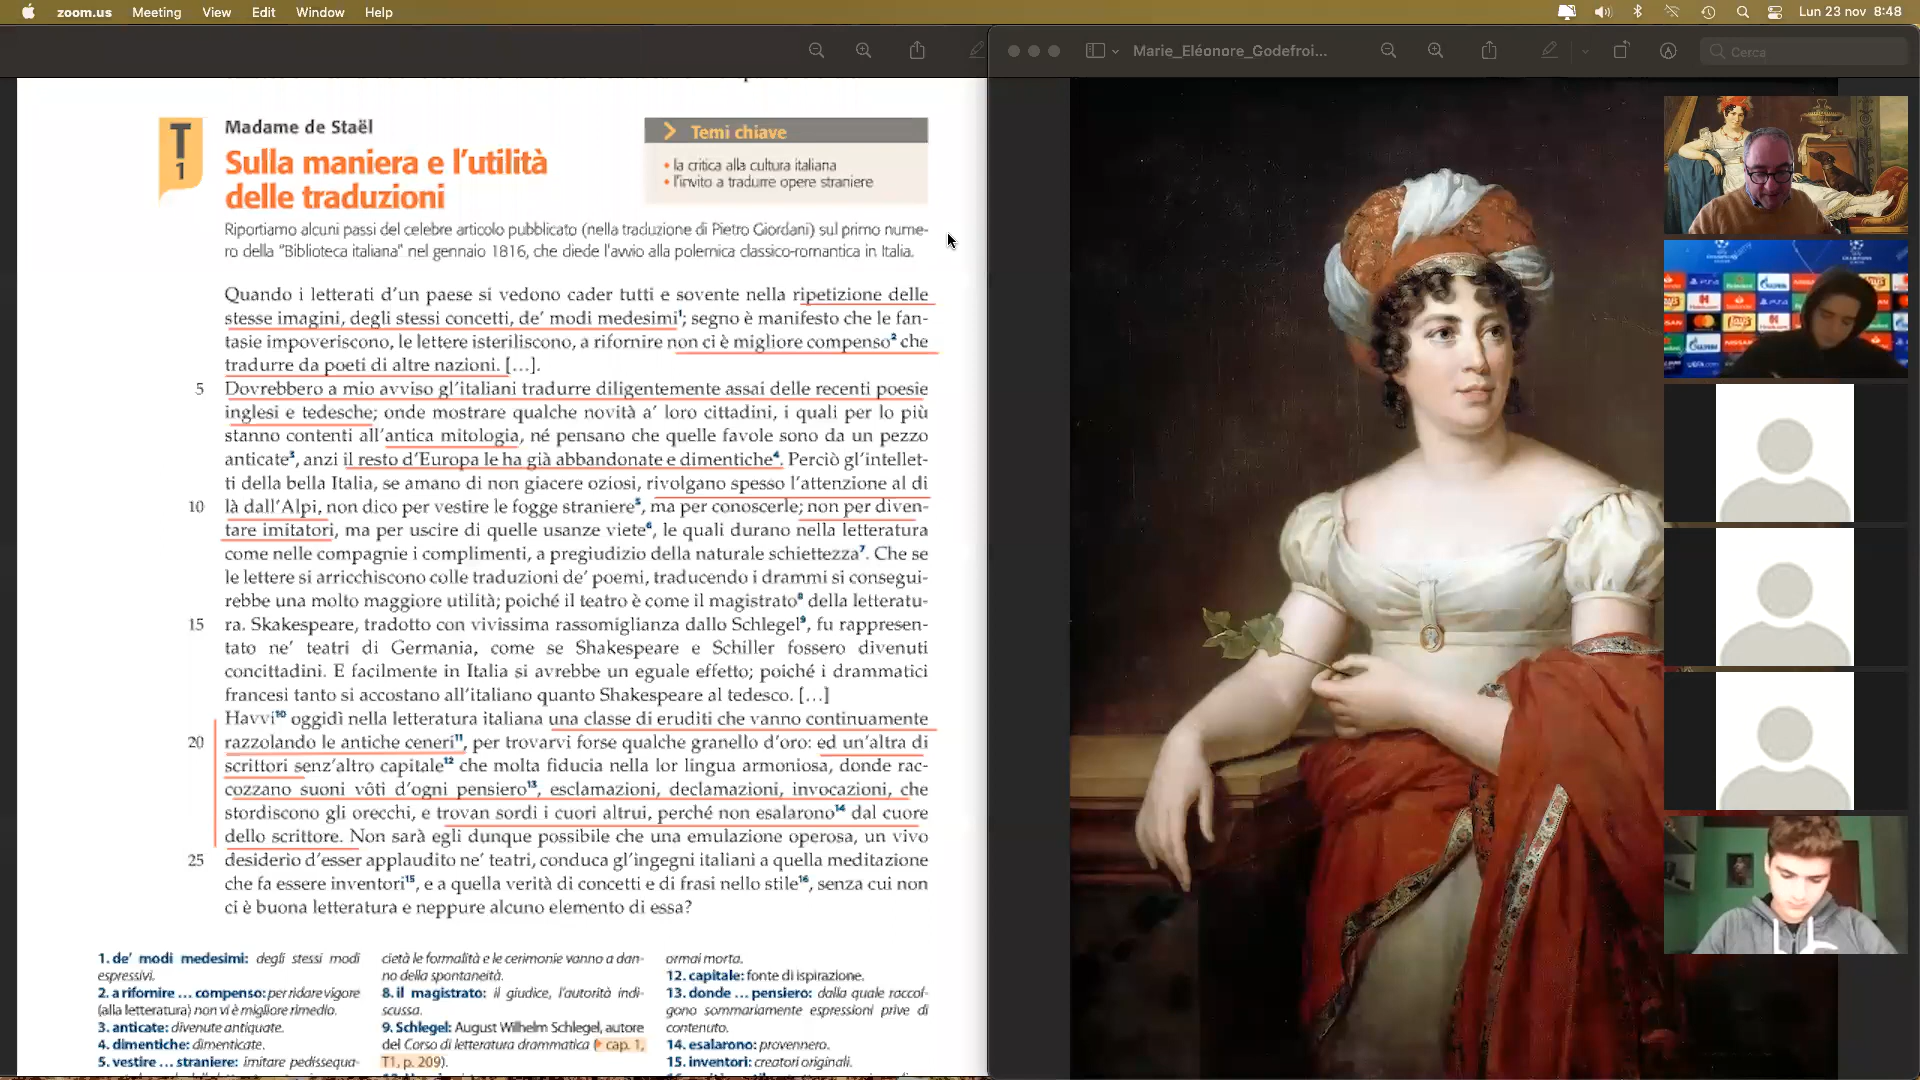 zoom.us Meeting View Edit Window Help
Lun 23 nov 8:48
Marie_Eléonore_Godefroi...
Cerca
T
1
Madame de Staël
Sulla maniera e l'utilità
delle traduzioni
Temi chiave
• la critica alla cultura italiana
• l'invito a tradurre opere straniere
Riportiamo alcuni passi del celebre articolo pubblicato (nella traduzione di Pietro Giordani) sul primo nume-
ro della "Biblioteca italiana" nel gennaio 1816, che diede l'avvio alla polemica classico-romantica in Italia.
Quando i letterati d'un paese si vedono cader tutti e sovente nella ripetizione delle
stesse imagini, degli stessi concetti, de' modi medesimi1; segno è manifesto che le fan-
tasie impoveriscono, le lettere isteriliscono, a rifornire non ci è migliore compenso2 che
tradurre da poeti di altre nazioni. [...].
5 Dovrebbero a mio avviso gl'italiani tradurre diligentemente assai delle recenti poesie
inglesi e tedesche; onde mostrare qualche novità a' loro cittadini, i quali per lo più
stanno contenti all'antica mitologia, né pensano che quelle favole sono da un pezzo
anticate3, anzi il resto d'Europa le ha già abbandonate e dimentiche4. Perciò gl'intellet-
ti della bella Italia, se amano di non giacere oziosi, rivolgano spesso l'attenzione al di
10 là dall'Alpi, non dico per vestire le fogge straniere5, ma per conoscerle; non per diven-
tare imitatori, ma per uscire di quelle usanze viete6, le quali durano nella letteratura
come nelle compagnie i complimenti, a pregiudizio della naturale schiettezza7. Che se
le lettere si arricchiscono colle traduzioni de' poemi, traducendo i drammi si consegui-
rebbe una molto maggiore utilità; poiché il teatro è come il magistrato8 della letteratu-
15 ra. Skakespeare, tradotto con vivissima rassomiglianza dallo Schlegel9, fu rappresen-
tato ne' teatri di Germania, come se Shakespeare e Schiller fossero divenuti
concittadini. E facilmente in Italia si avrebbe un eguale effetto; poiché i drammatici
francesi tanto si accostano all'italiano quanto Shakespeare al tedesco. [...]
Havvi10 oggidì nella letteratura italiana una classe di eruditi che vanno continuamente
20 razzolando le antiche ceneri11, per trovarvi forse qualche granello d'oro: ed un'altra di
scrittori senz'altro capitale12 che molta fiducia nella lor lingua armoniosa, donde rac-
cozzano suoni vôti d'ogni pensiero13, esclamazioni, declamazioni, invocazioni, che
stordiscono gli orecchi, e trovan sordi i cuori altrui, perché non esalarono14 dal cuore
dello scrittore. Non sarà egli dunque possibile che una emulazione operosa, un vivo
25 desiderio d'esser applaudito ne' teatri, conduca gl'ingegni italiani a quella meditazione
che fa essere inventori15, e a quella verità di concetti e di frasi nello stile16, senza cui non
ci è buona letteratura e neppure alcuno elemento di essa?
1. de' modi medesimi: degli stessi modi
espressivi.
2. a rifornire ... compenso: per ridare vigore
(alla letteratura) non vi è migliore rimedio.
3. anticate: divenute antiquate.
4. dimentiche: dimenticate.
5. vestire ... straniere: imitare pedissequa-
cietà le formalità e le cerimonie vanno a dan-
no della spontaneità.
8. il magistrato: il giudice, l'autorità indi-
scussa.
9. Schlegel: August Wilhelm Schlegel, autore
del Corso di letteratura drammatica (cap. 1,
T1, p. 209).
ormai morta.
12. capitale: fonte di ispirazione.
13. donde ... pensiero: dalla quale raccol-
gono sommariamente espressioni prive di
contenuto.
14. esalarono: provennero.
15. inventori: creatori originali.